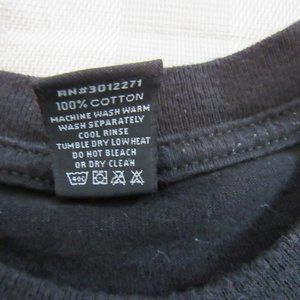 RN#3012271
100% COTTON
MACHINE WASH WARM
WASH SEPARATELY
COOL RINSE
TUMBLE DRY LOW HEAT
DO NOT BLEACH
OR DRY CLEAN